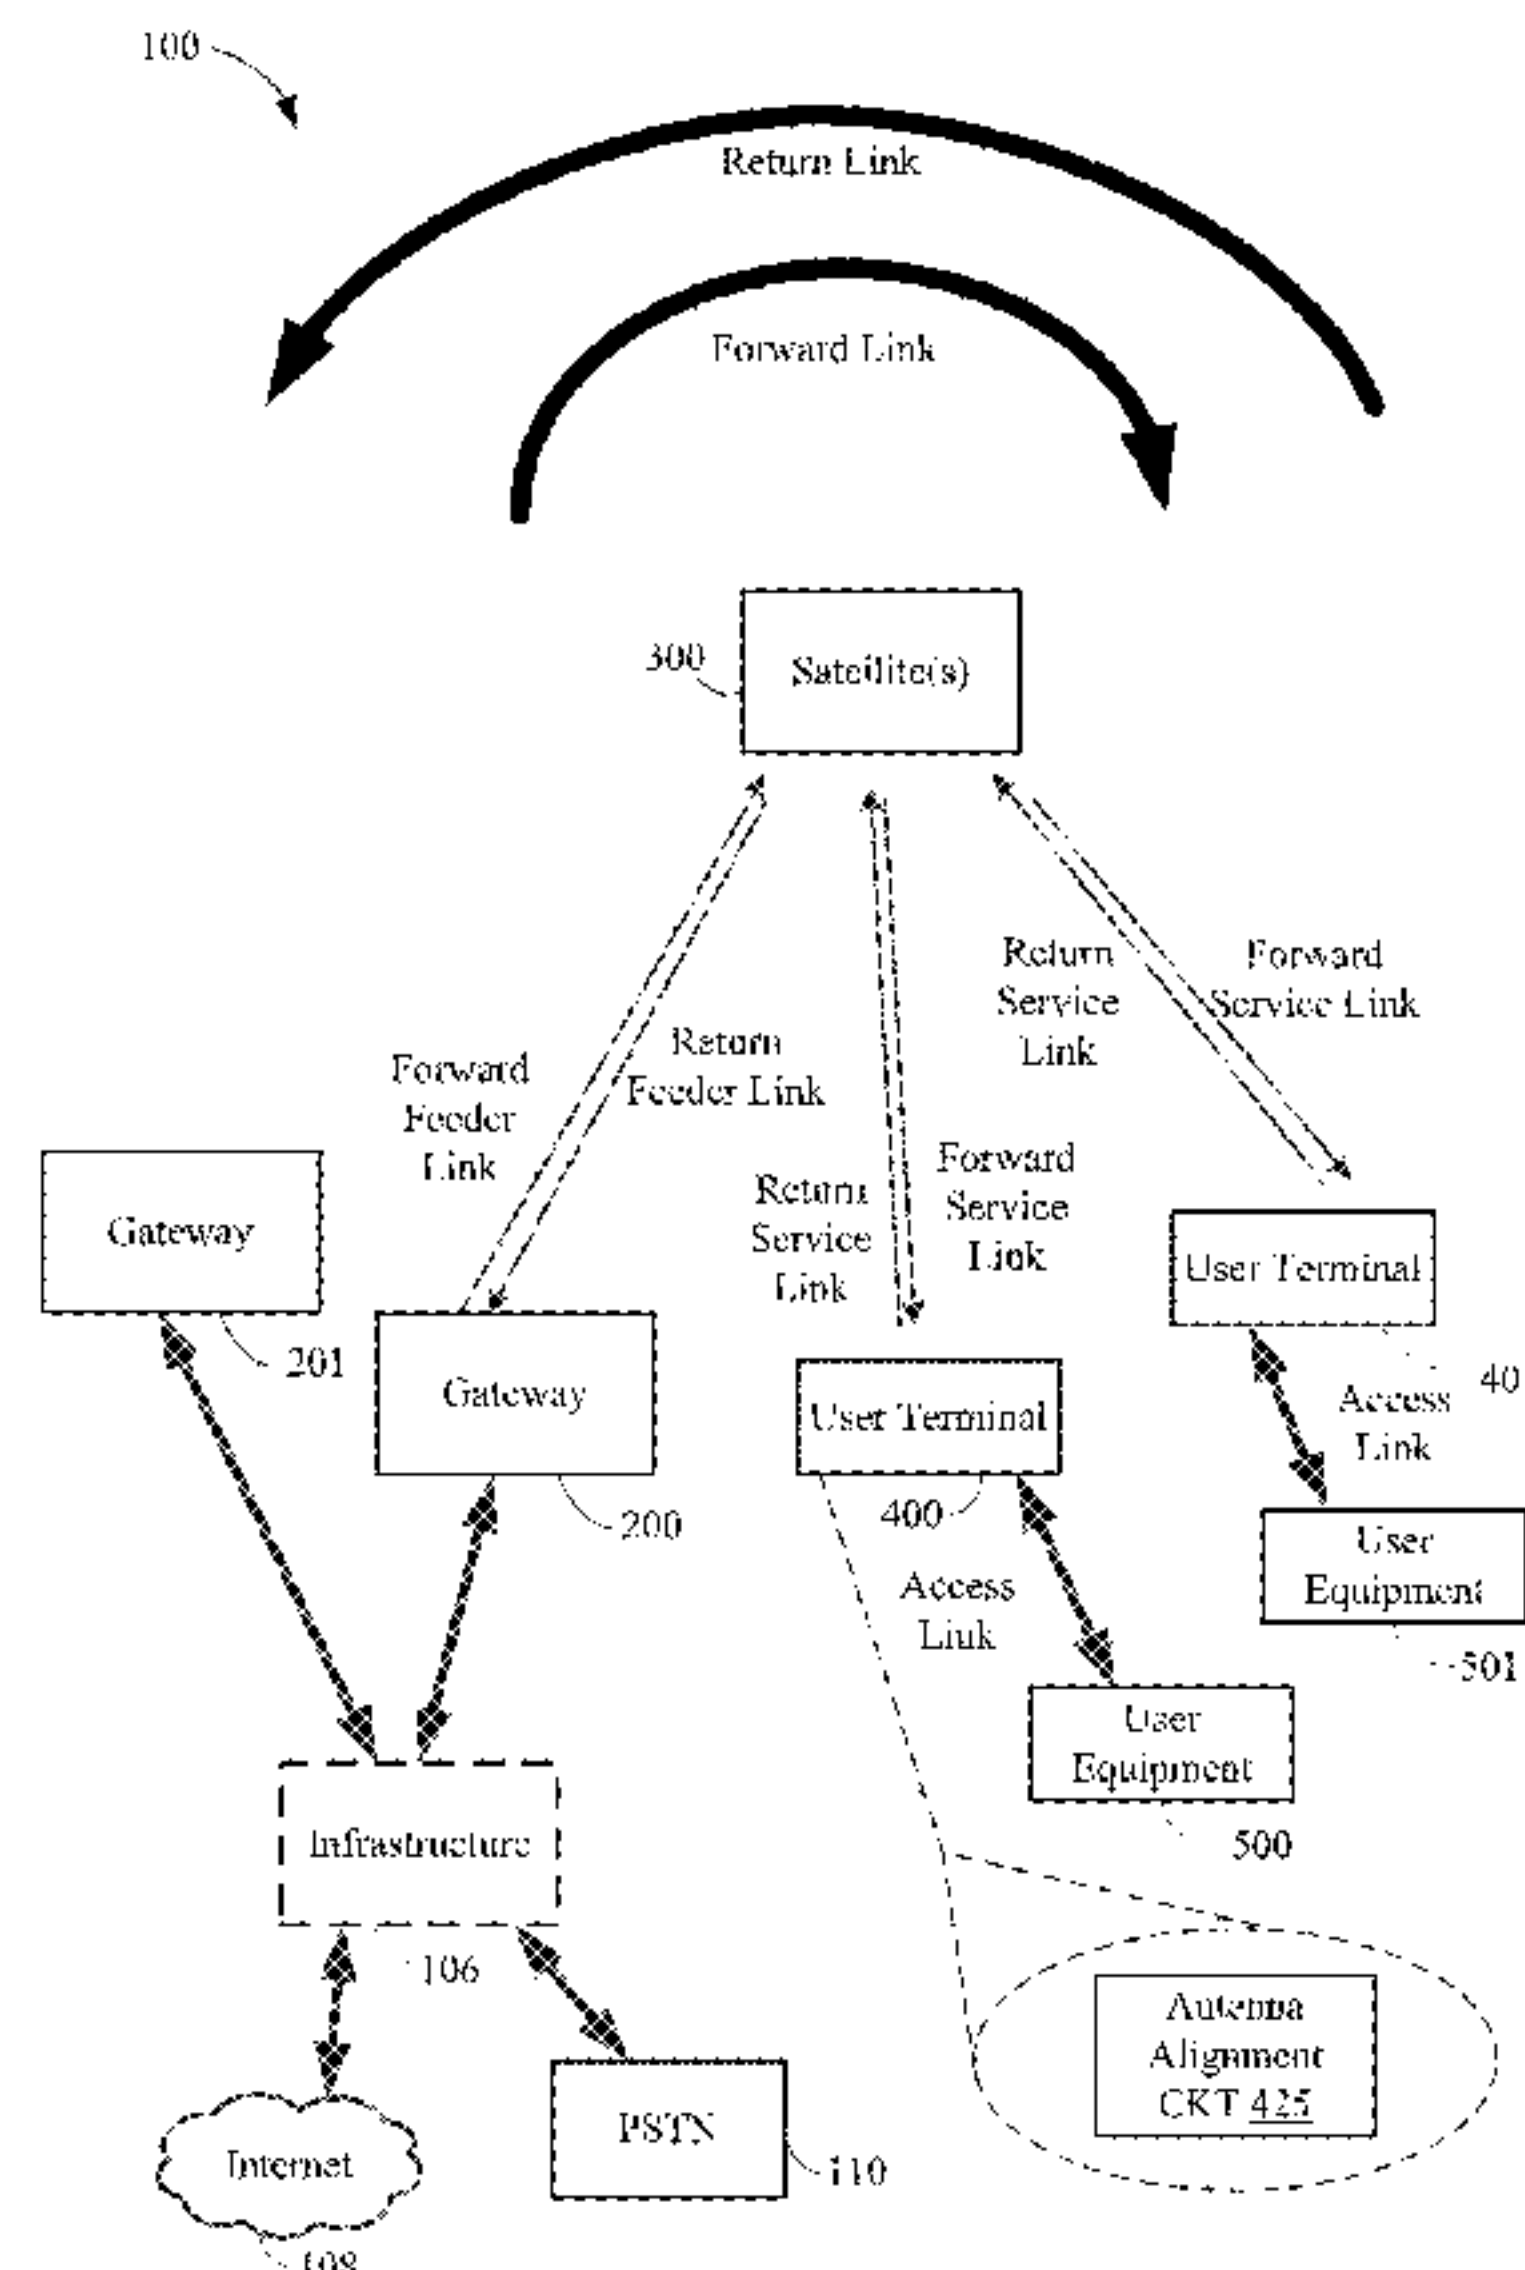 100
Return Link
Forward Link
300
Satellite(s)
Return
Service
Link
Forward
Service Link
Forward
Feeder
Link
Return
Feeder Link
Return
Service
Link
Forward
Service
Link
Gateway
201
Gateway
200
User Terminal
400
User Terminal
40
Access
Link
Access
Link
User
Equipment
501
User
Equipment
500
Infrastructure
106
Internet
108
PSTN
110
Antenna
Alignment
CKT 425